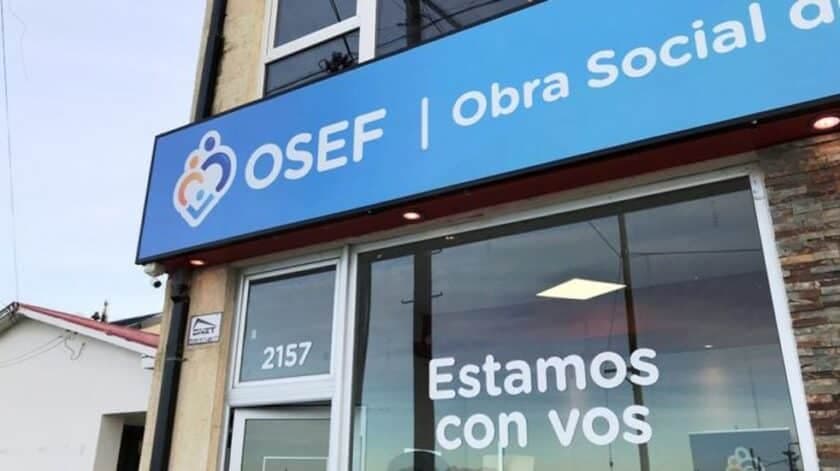 OSEF | Obra Social d
2157
Estamos
con vos